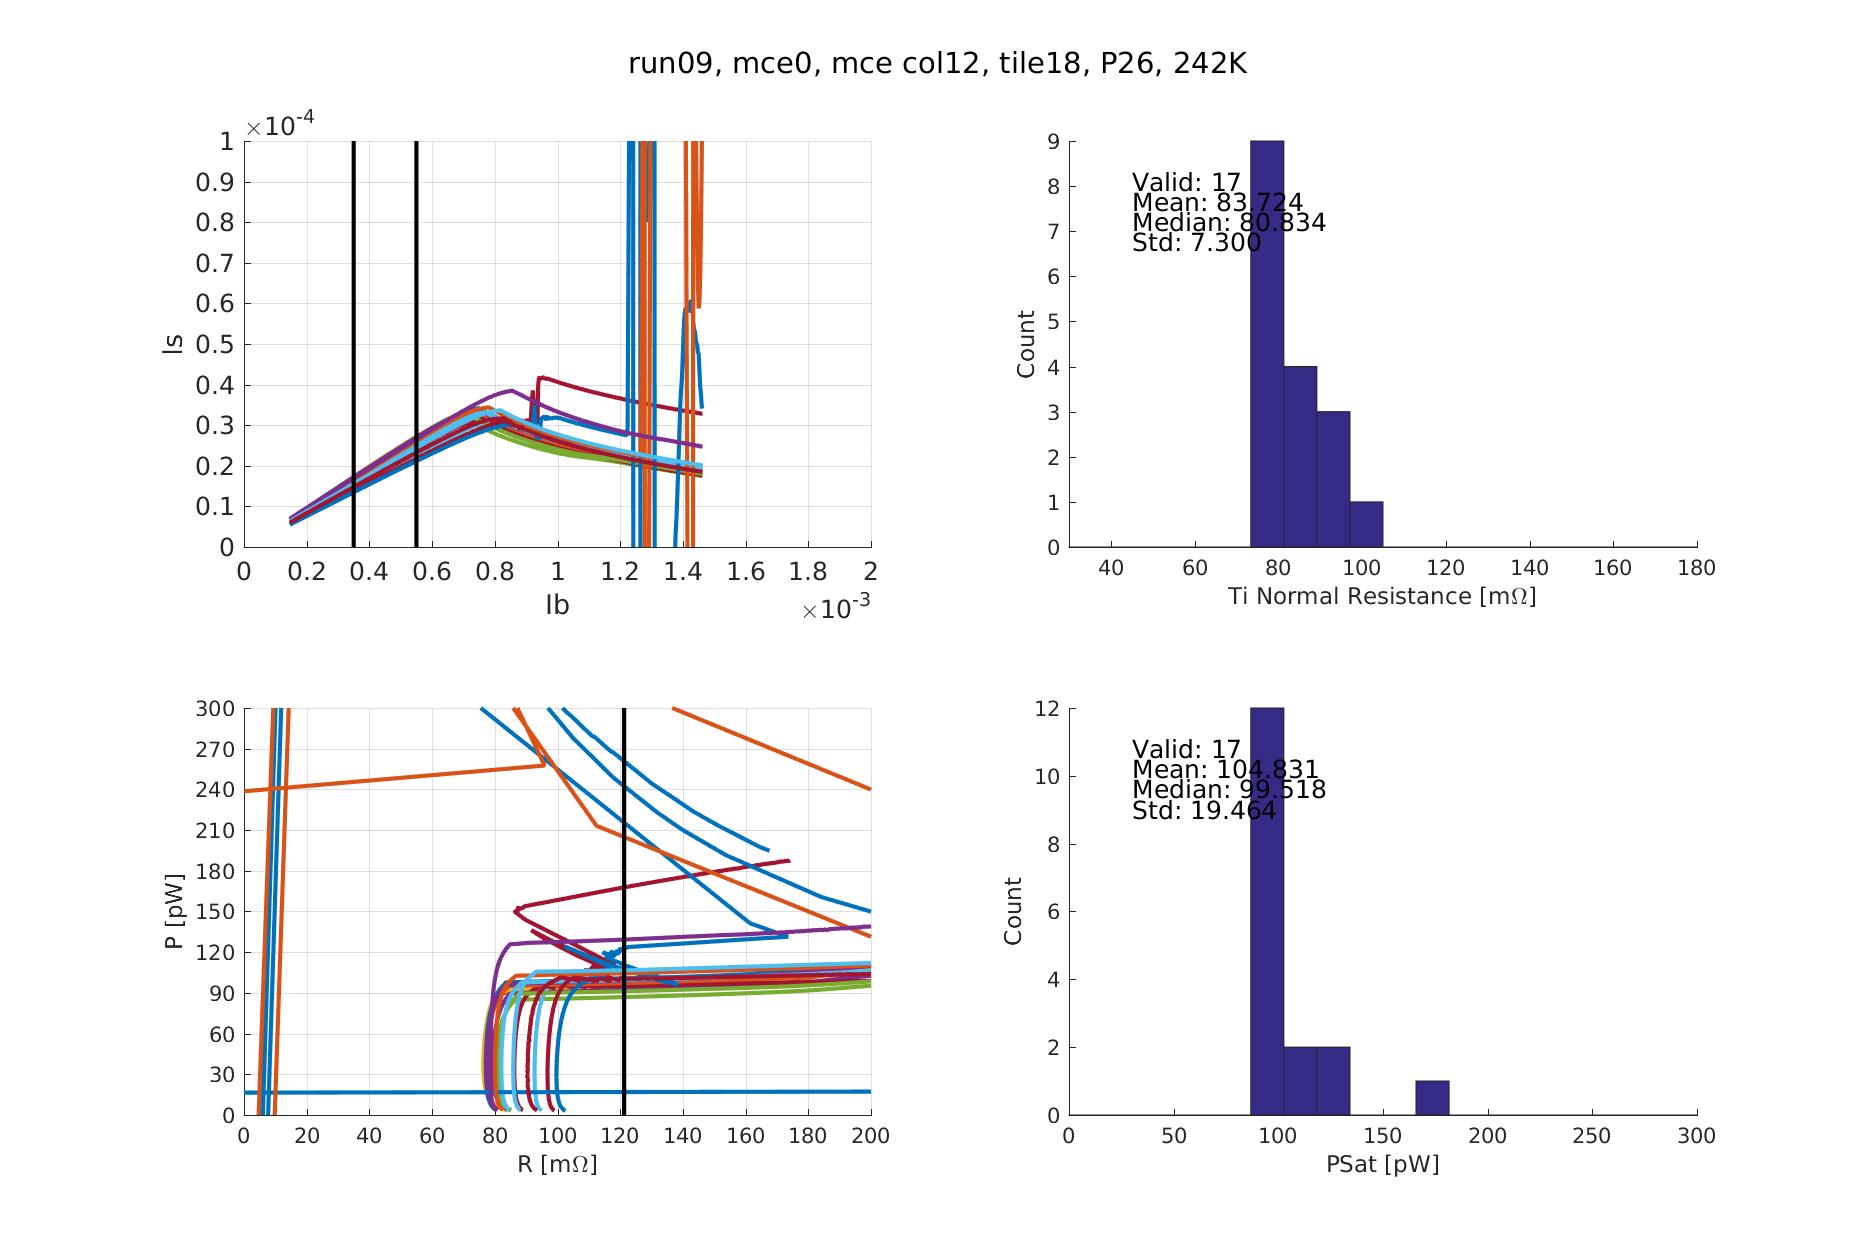 run09, mce0, mce col12, tile18, P26, 242K
×10-4
1
0.9
0.8
0.7
0.6
0.5
0.4
0.3
0.2
0.1
0
Is
0 0.2 0.4 0.6 0.8 1 1.2 1.4 1.6 1.8 2
Ib
×10-3
9
8
7
6
5
4
3
2
1
0
Count
Valid: 17
Mean: 83.724
Median: 80.834
Std: 7.300
40 60 80 100 120 140 160 180
Ti Normal Resistance [mΩ]
300
270
240
210
180
150
120
90
60
30
0
P [pW]
0 20 40 60 80 100 120 140 160 180 200
R [mΩ]
12
10
8
6
4
2
0
Count
Valid: 17
Mean: 104.831
Median: 99.518
Std: 19.464
0 50 100 150 200 250 300
PSat [pW]